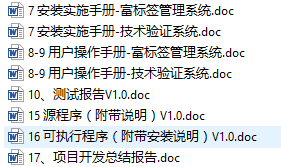 7 安装实施手册-富标签管理系统.doc
7 安装实施手册-技术验证系统.doc
8-9 用户操作手册-富标签管理系统.doc
8-9 用户操作手册-技术验证系统.doc
10、测试报告V1.0.doc
15 源程序（附带说明）V1.0.doc
16 可执行程序（附带安装说明）V1.0.doc
17、项目开发总结报告.doc